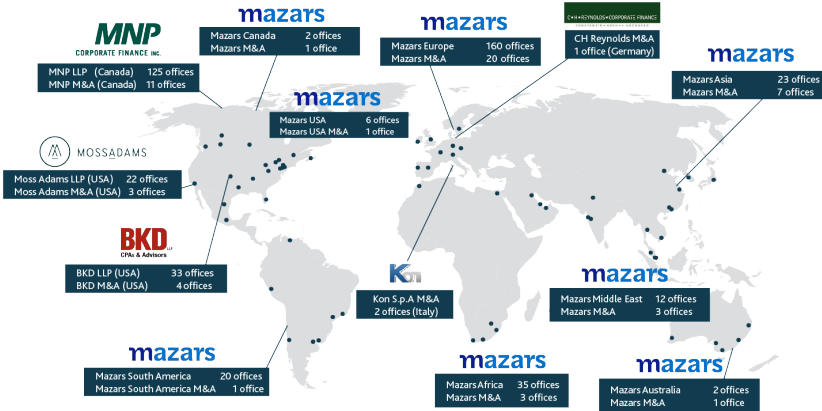 MNP
CORPORATE FINANCE INC.
MNP LLP (Canada) 125 offices
MNP M&A (Canada) 11 offices
mazars
Mazars Canada 2 offices
Mazars M&A 1 office
mazars
Mazars USA 6 offices
Mazars USA M&A 1 office
mazars
Mazars Europe 160 offices
Mazars M&A 20 offices
C•H•REYNOLDS•CORPORATE FINANCE
CH Reynolds M&A
1 office (Germany)
mazars
Mazars Asia 23 offices
Mazars M&A 7 offices
MOSSADAMS
Moss Adams LLP (USA) 22 offices
Moss Adams M&A (USA) 3 offices
BKD LLP
CPAs & Advisors
BKD LLP (USA) 33 offices
BKD M&A (USA) 4 offices
Kon
Kon S.p.A M&A
2 offices (Italy)
mazars
Mazars Middle East 12 offices
Mazars M&A 3 offices
mazars
Mazars South America 20 offices
Mazars South America M&A 1 office
mazars
Mazars Africa 35 offices
Mazars M&A 3 offices
mazars
Mazars Australia 2 offices
Mazars M&A 1 office